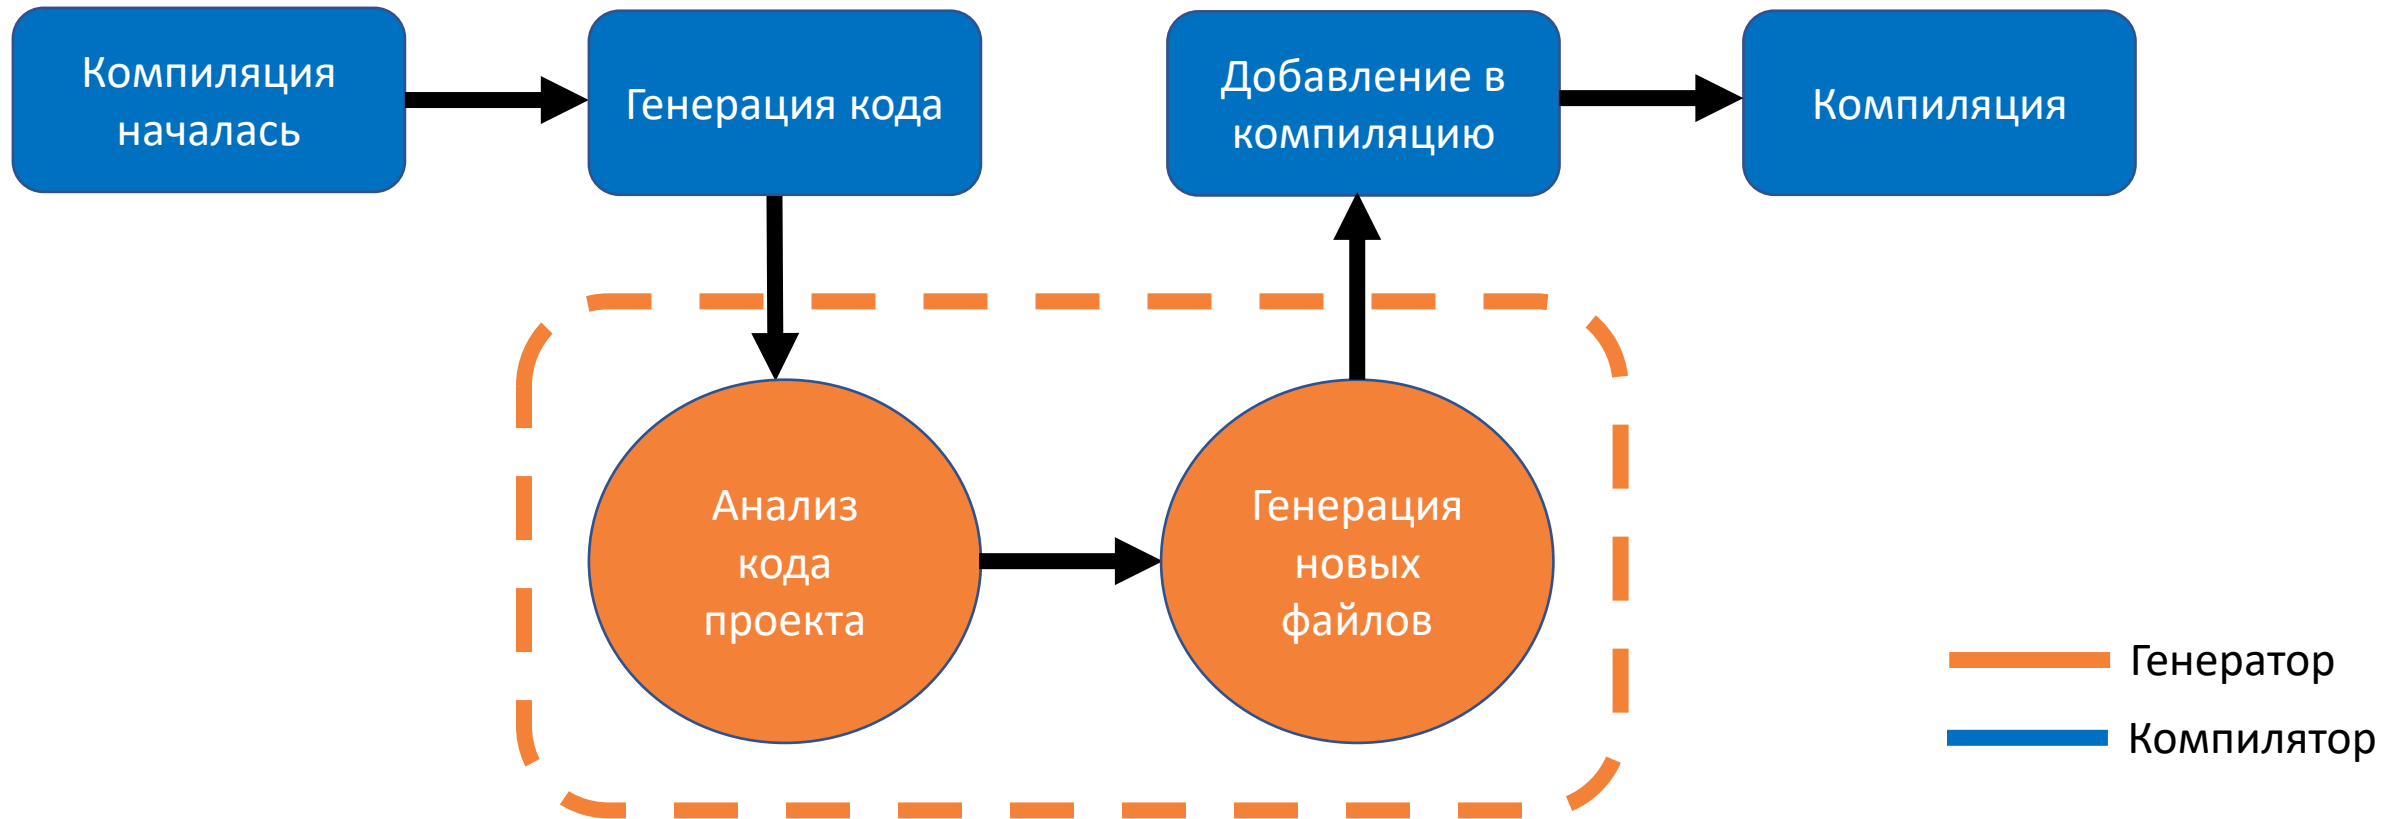 Компиляция
началась
Генерация кода
Добавление в
компиляцию
Компиляция
Анализ
кода
проекта
Генерация
новых
файлов
Генератор
Компилятор